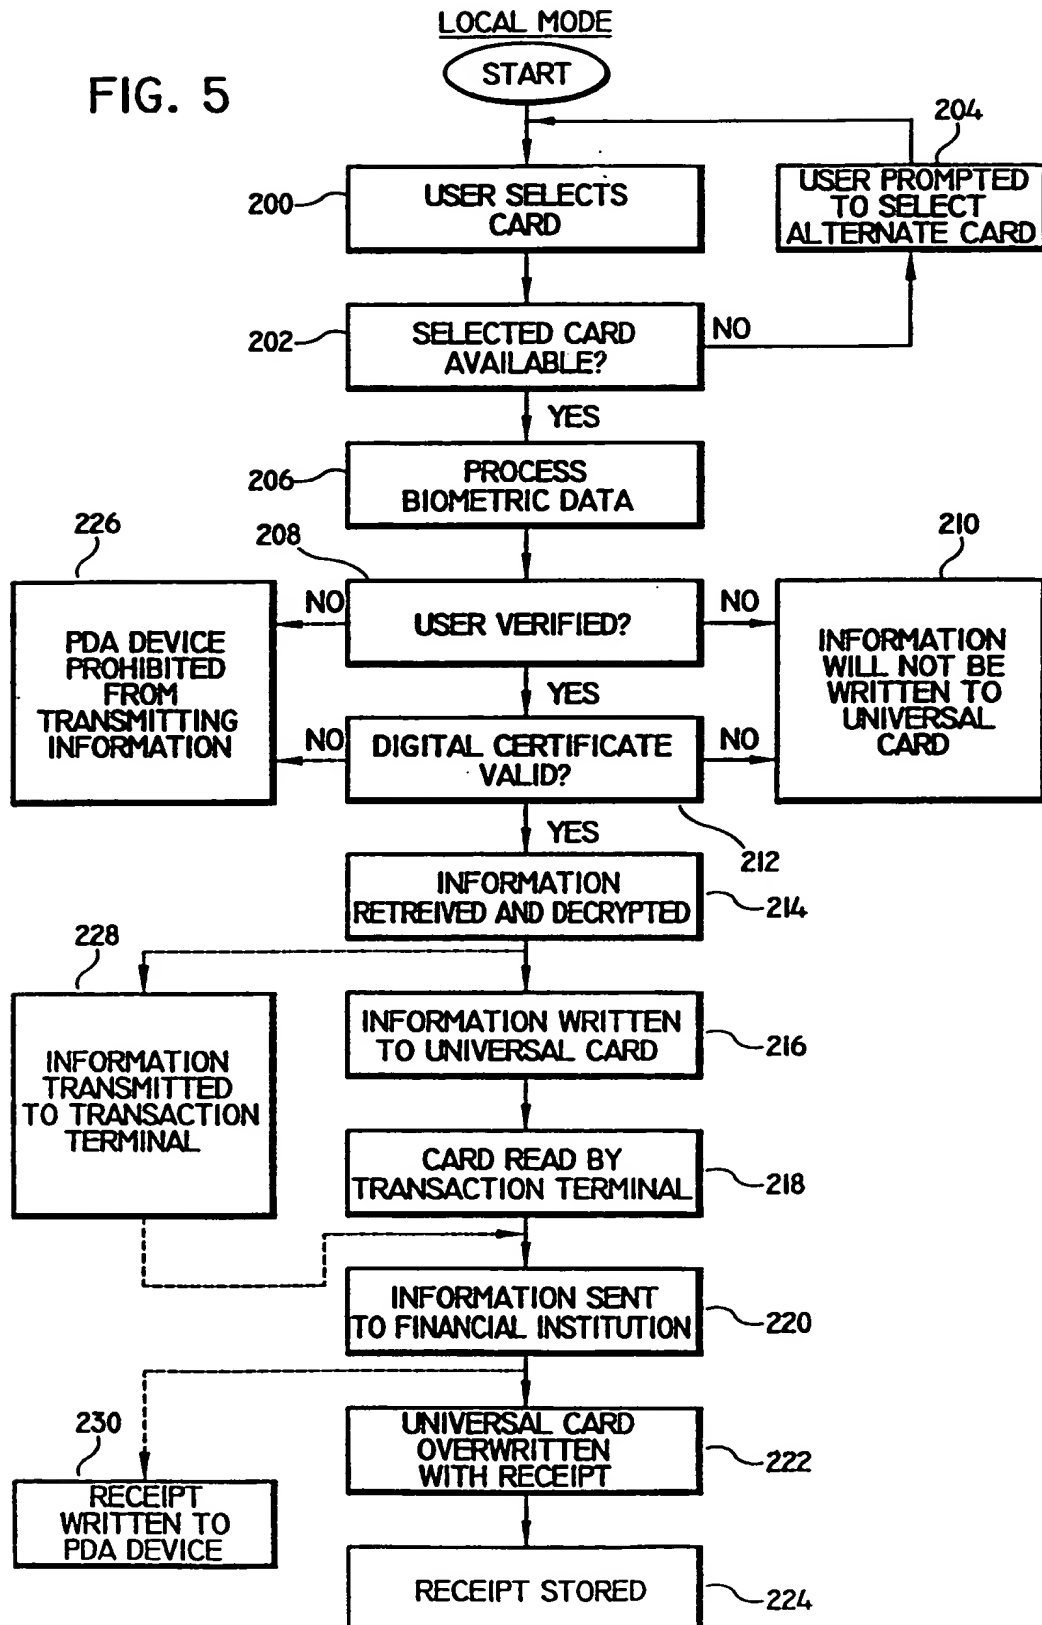 LOCAL MODE
START
FIG. 5
204
USER PROMPTED
TO SELECT
ALTERNATE CARD
200
USER SELECTS
CARD
202
SELECTED CARD
AVAILABLE?
NO
YES
206
PROCESS
BIOMETRIC DATA
226
208
210
PDA DEVICE
PROHIBITED
FROM
TRANSMITTING
INFORMATION
NO
USER VERIFIED?
NO
INFORMATION
WILL NOT BE
WRITTEN TO
UNIVERSAL
CARD
YES
NO
DIGITAL CERTIFICATE
VALID?
NO
212
YES
INFORMATION
RETREIVED AND DECRYPTED
214
228
INFORMATION
TRANSMITTED
TO TRANSACTION
TERMINAL
INFORMATION WRITTEN
TO UNIVERSAL CARD
216
CARD READ BY
TRANSACTION TERMINAL
218
INFORMATION SENT
TO FINANCIAL INSTITUTION
220
230
RECEIPT
WRITTEN TO
PDA DEVICE
UNIVERSAL CARD
OVERWRITTEN
WITH RECEIPT
222
RECEIPT STORED
224